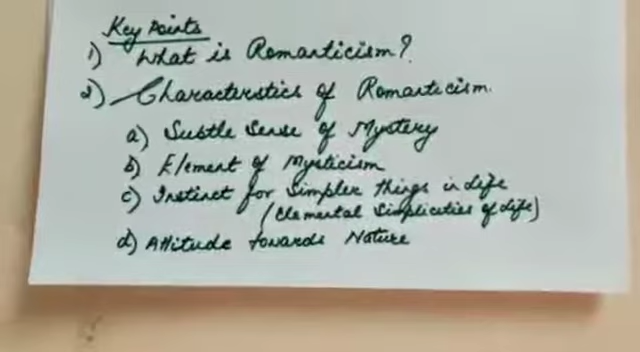 Key Points
1) What is Romanticism?
2) Characterstics of Romanticism.
a) Subtle Sense of Mystery
b) Element of Mysticism
c) Instinct for Simpler things in Life
(Elemental Simplicities of Life)
d) Attitude towards Nature